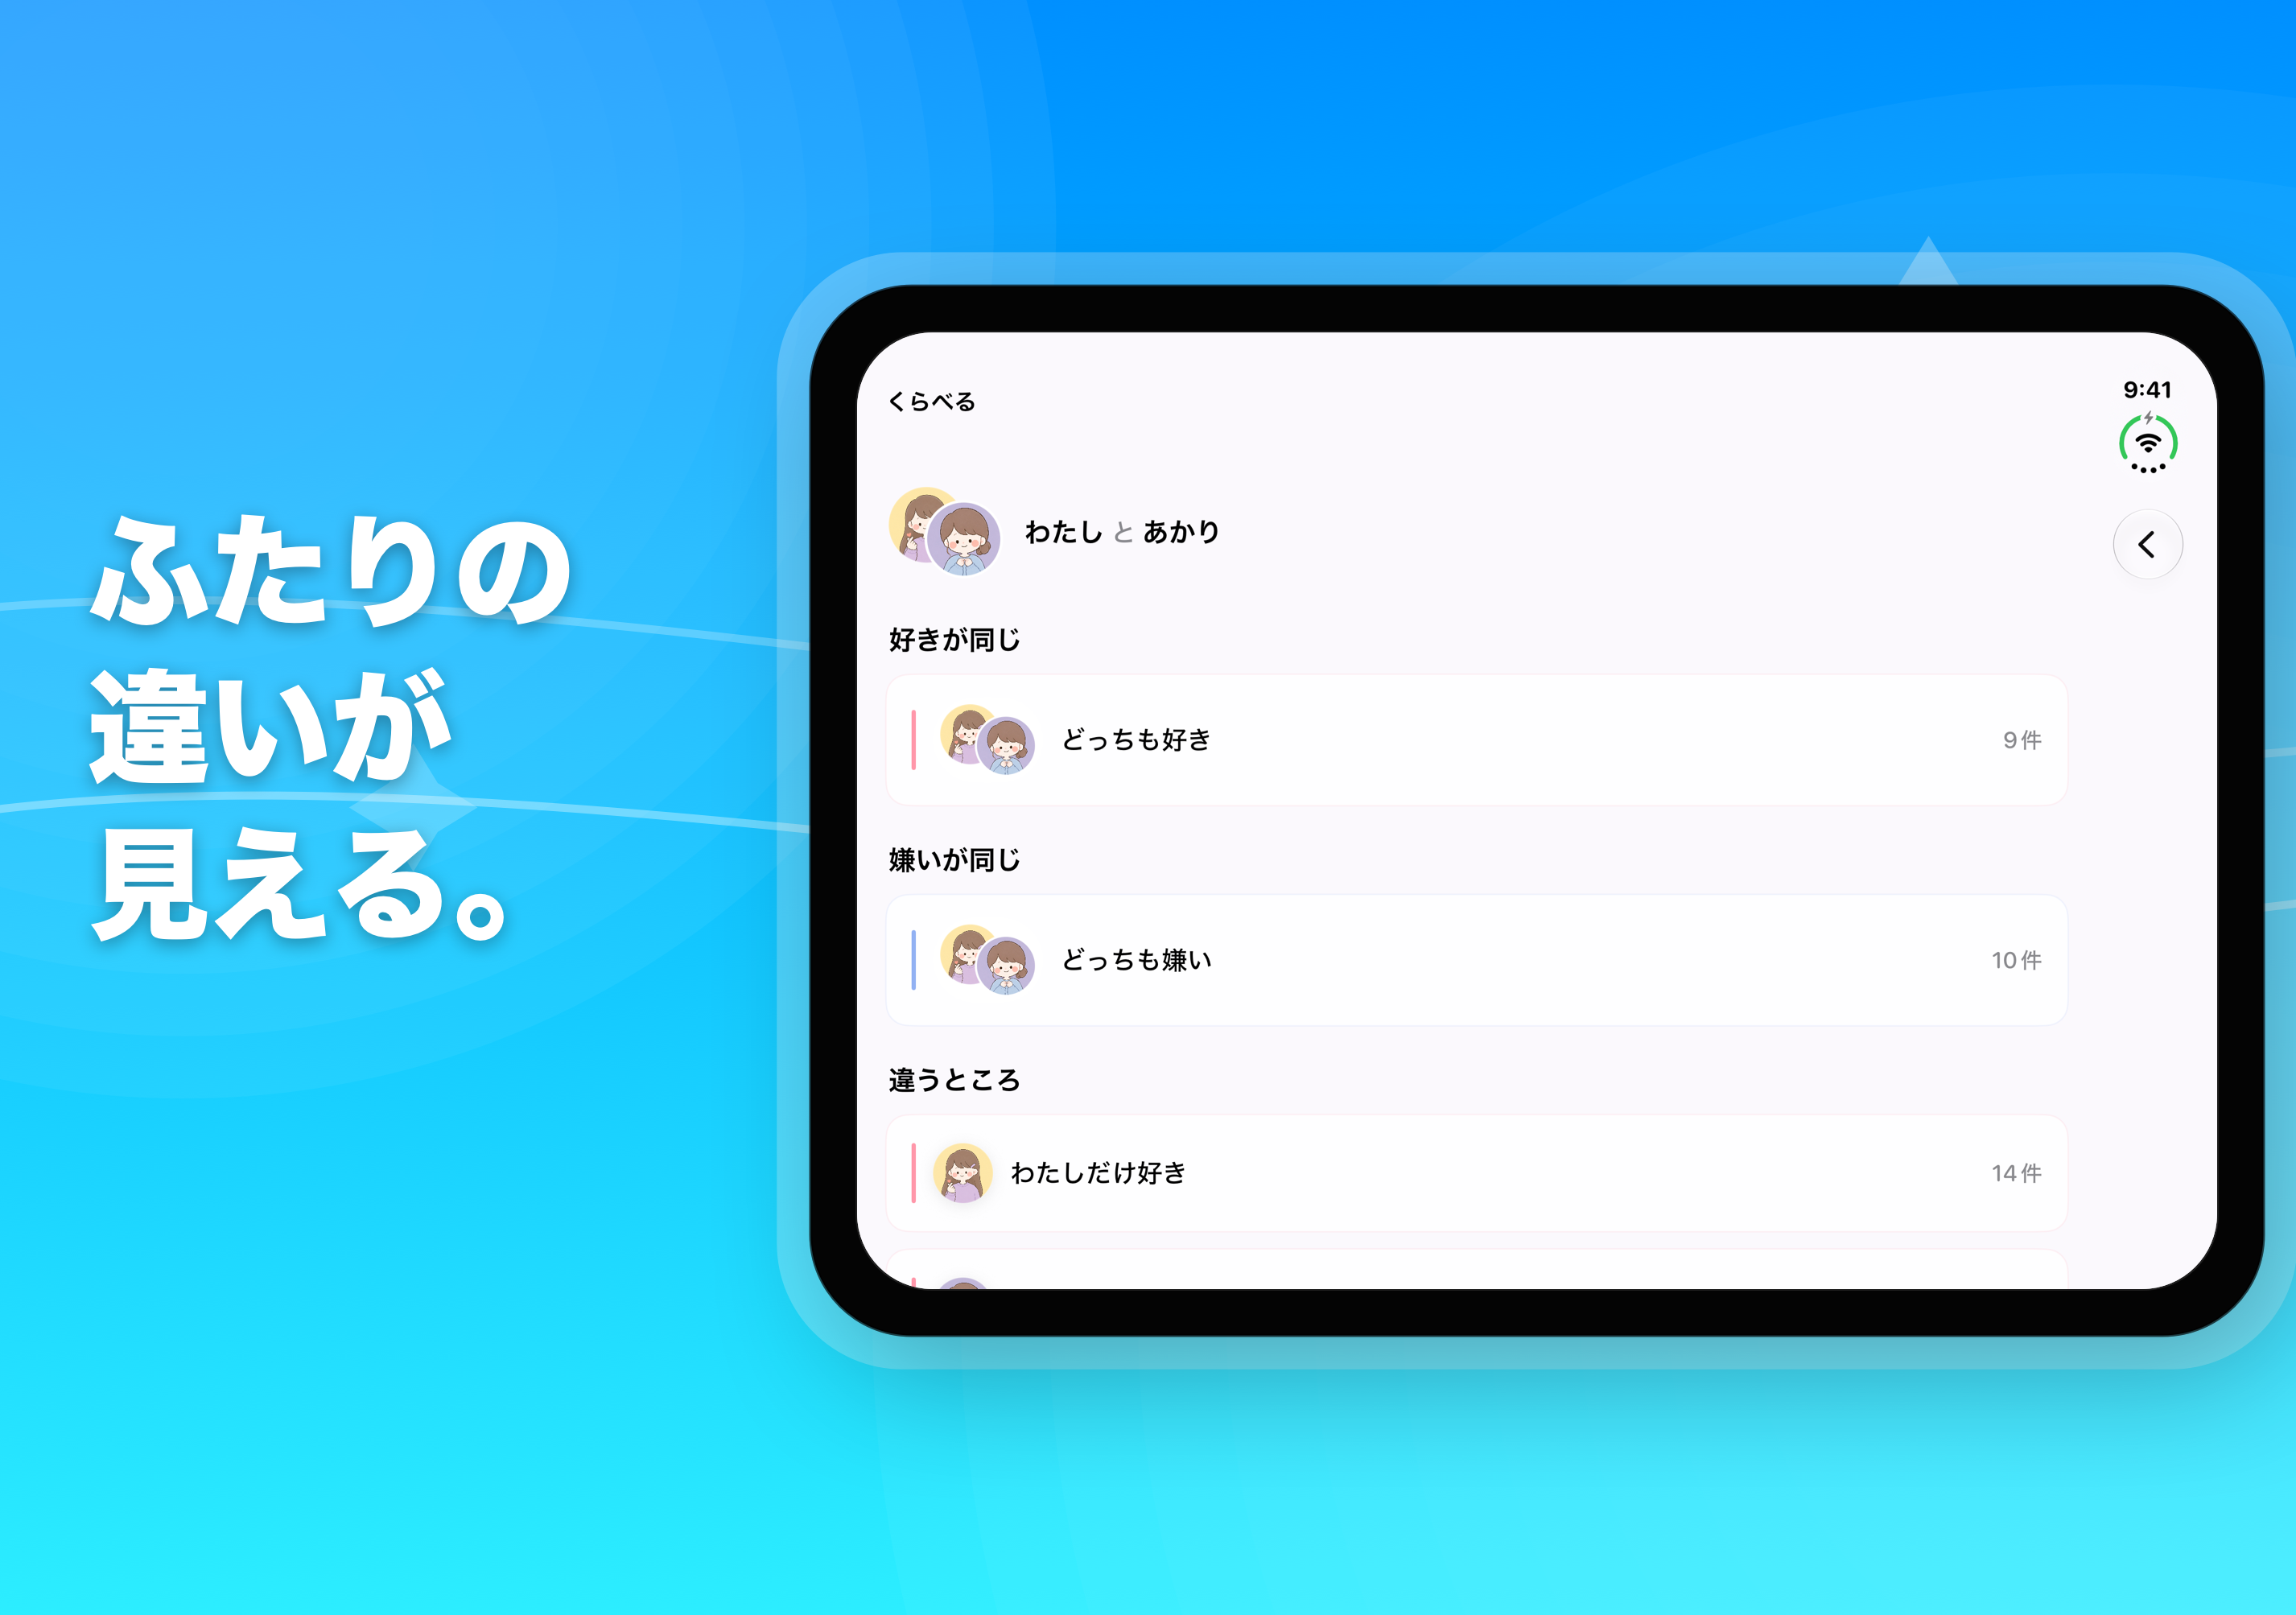 ふたりの
違いが
見える。
くらべる
9:41
わたし と あかり
好きが同じ
どっちも好き
9件
嫌いが同じ
どっちも嫌い
10件
違うところ
わたしだけ好き
14件